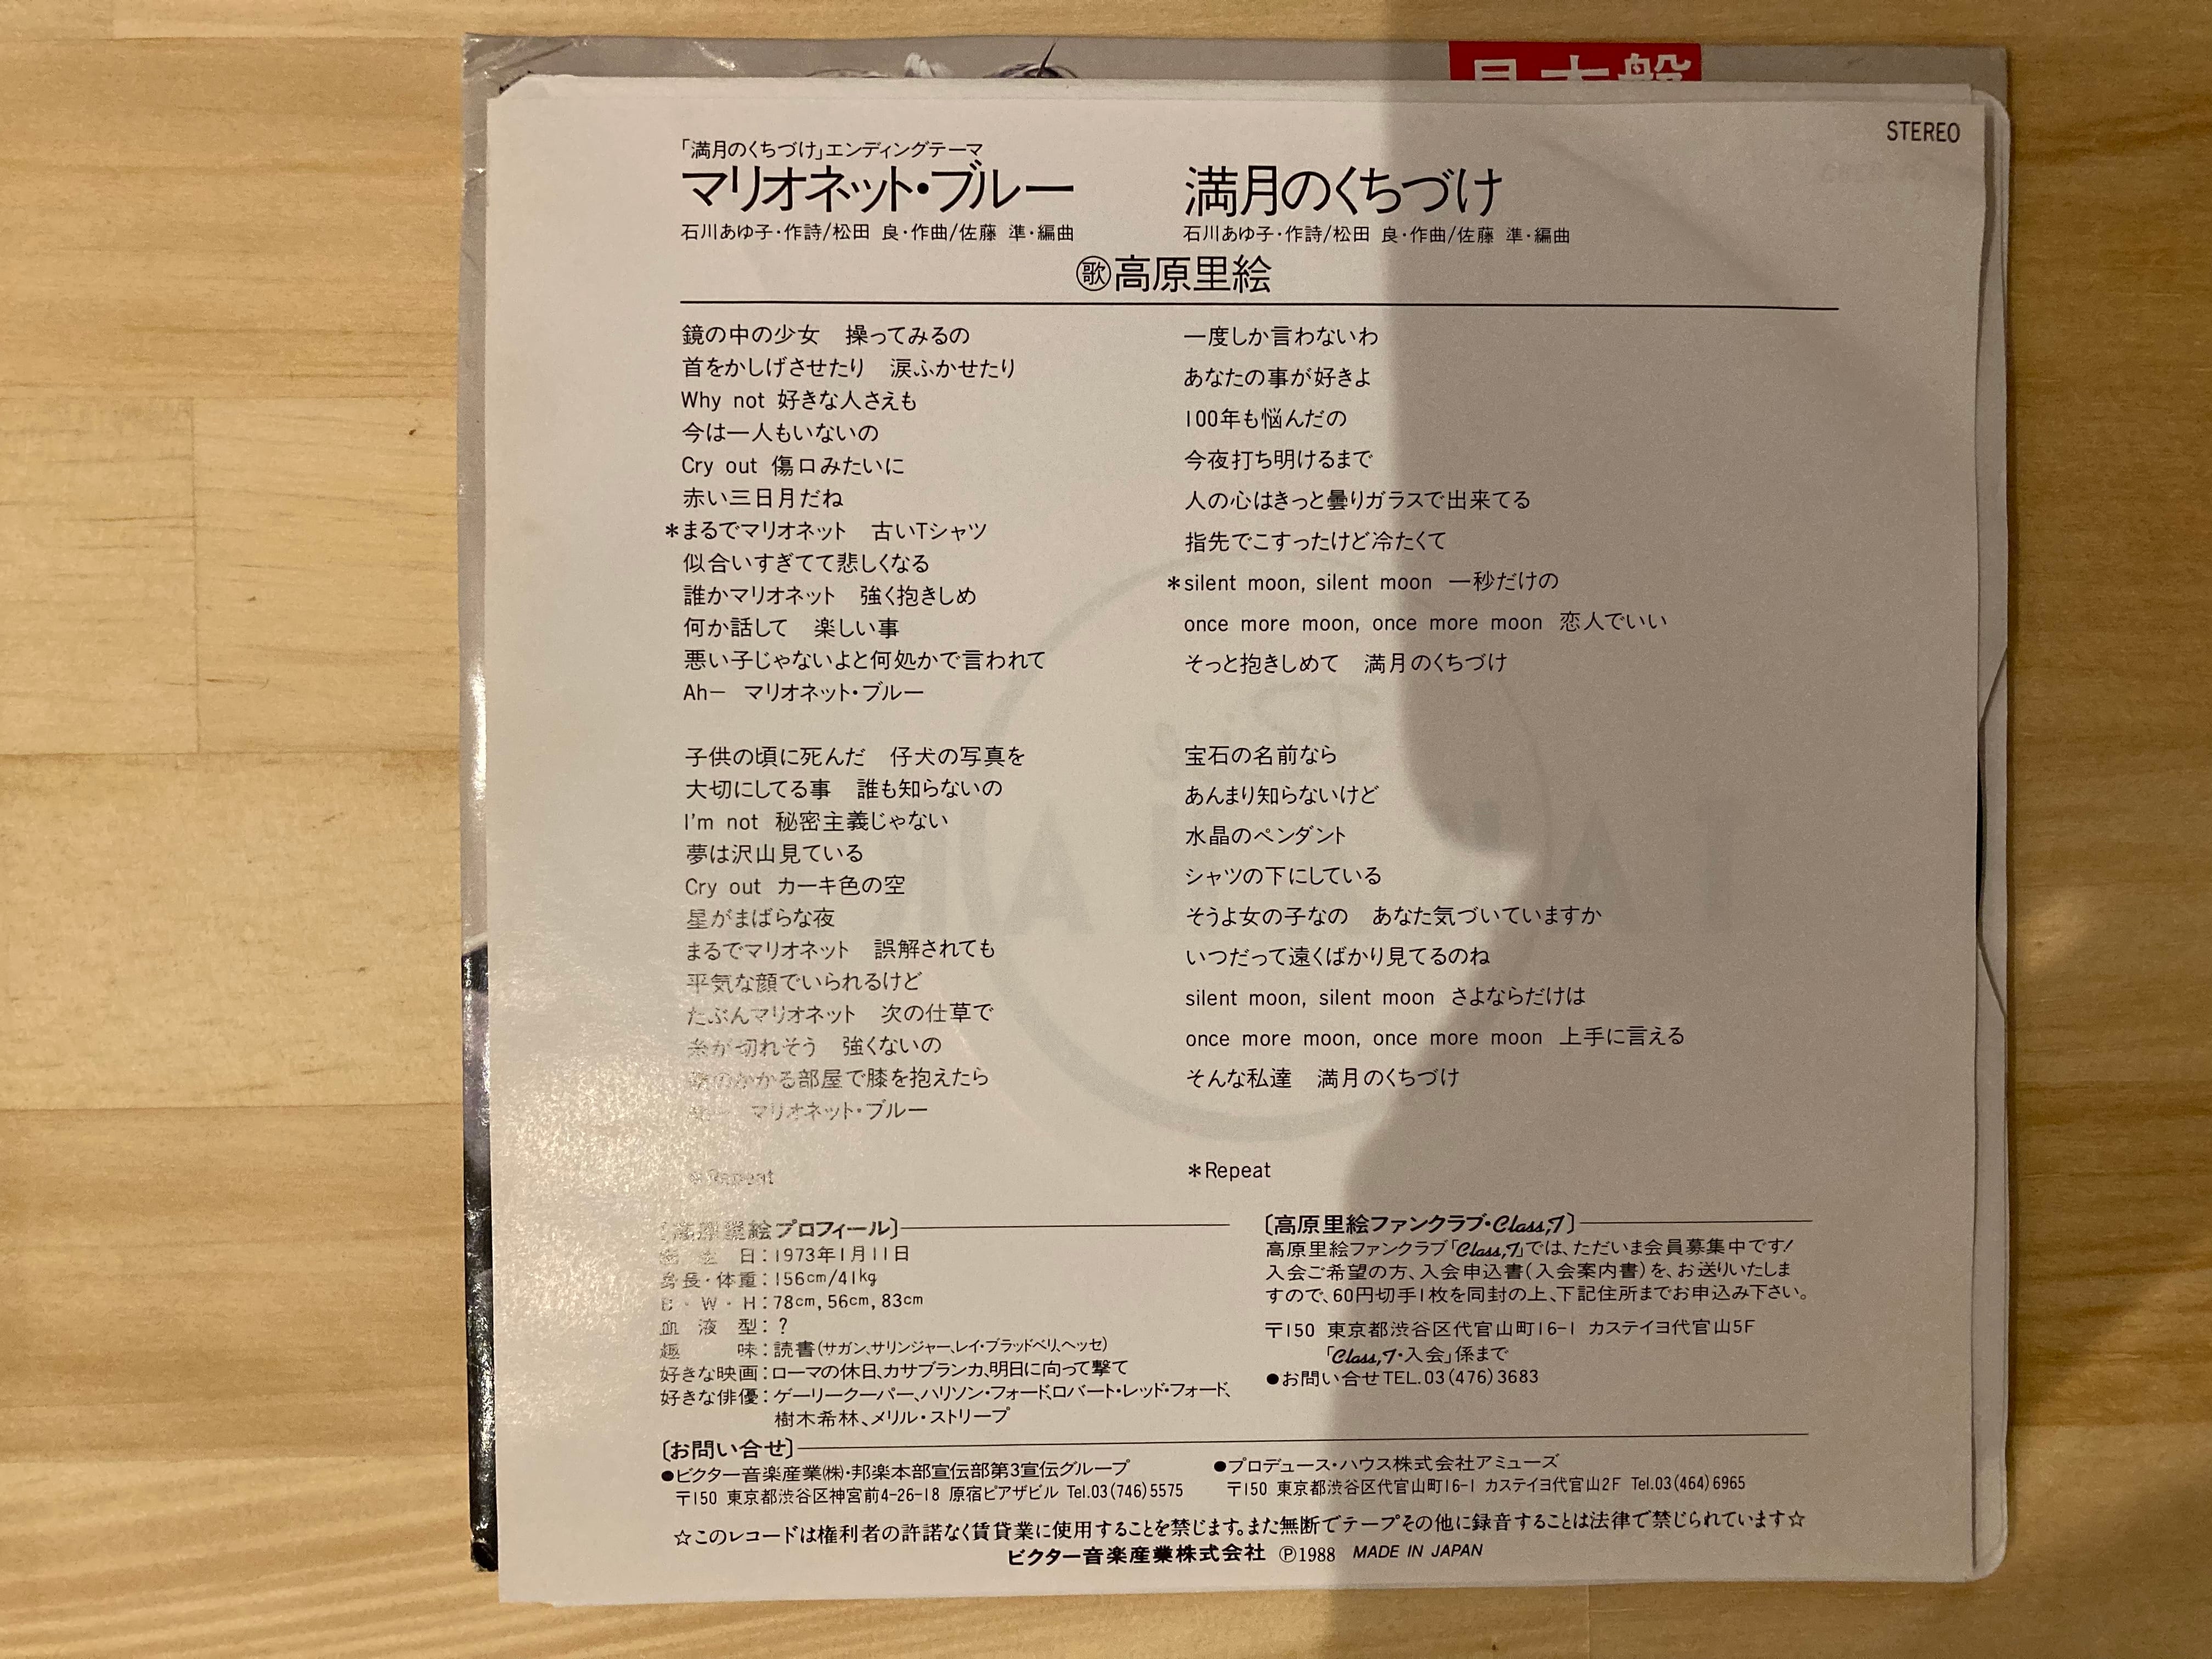 見本盤
STEREO
「満月のくちづけ」エンディングテーマ
マリオネット・ブルー
石川あゆ子・作詩/松田 良・作曲/佐藤 準・編曲
満月のくちづけ
石川あゆ子・作詩/松田 良・作曲/佐藤 準・編曲
㊙歌高原里絵
鏡の中の少女 操ってみるの
首をかしげさせたり 涙ふかせたり
Why not 好きな人さえも
今は一人もいないの
Cry out 傷口みたいに
赤い三日月だね
*まるでマリオネット 古いTシャツ
似合いすぎてて悲しくなる
誰かマリオネット 強く抱きしめ
何か話して 楽しい事
悪い子じゃないよと何処かで言われて
Ah— マリオネット・ブルー
子供の頃に死んだ 仔犬の写真を
大切にしてる事 誰も知らないの
I'm not 秘密主義じゃない
夢は沢山見ている
Cry out カーキ色の空
星がまばらな夜
まるでマリオネット 誤解されても
平気な顔でいられるけど
たぶんマリオネット 次の仕草で
糸が切れそう 強くないの
のかかる部屋で膝を抱えたら
マリオネット・ブルー
*Repeat
一度しか言わないわ
あなたの事が好きよ
100年も悩んだの
今夜打ち明けるまで
人の心はきっと曇りガラスで出来てる
指先でこすったけど冷たくて
*silent moon, silent moon 一秒だけの
once more moon, once more moon 恋人でいい
そっと抱きしめて 満月のくちづけ
宝石の名前なら
あんまり知らないけど
水晶のペンダント
シャツの下にしている
そうよ女の子なの あなた気づいていますか
いつだって遠くばかり見てるのね
silent moon, silent moon さよならだけは
once more moon, once more moon 上手に言える
そんな私達 満月のくちづけ
*Repeat
〔高原里絵プロフィール〕
生日:1973年1月11日
身長・体重:156cm/41kg
B・W・H:78cm,56cm,83cm
血液型:?
趣味:読書(サガン、サリンジャー、レイ・ブラッドベリ、ヘッセ)
好きな映画:ローマの休日、カサブランカ、明日に向って撃て
好きな俳優:ゲーリークーパー、ハリソン・フォード、ロバート・レッド・フォード、
樹木希林、メリル・ストリープ
〔高原里絵ファンクラブ・Class,7〕
高原里絵ファンクラブ「Class,7」では、ただいま会員募集中です!
入会ご希望の方、入会申込書(入会案内書)を、お送りいたしま
すので、60円切手1枚を同封の上、下記住所までお申込み下さい。
〒150 東京都渋谷区代官山町16-1 カステイヨ代官山5F
「Class,7・入会」係まで
●お問い合せTEL.03(476)3683
〔お問い合せ〕
●ビクター音楽産業㈱・邦楽本部宣伝部第3宣伝グループ
〒150 東京都渋谷区神宮前4-26-18 原宿ピアザビル Tel.03(746)5575
●プロデュース・ハウス株式会社アミューズ
〒150 東京都渋谷区代官山町16-1 カステイヨ代官山2F Tel.03(464)6965
☆このレコードは権利者の許諾なく賃貸業に使用することを禁じます。また無断でテープその他に録音することは法律で禁じられています☆
ビクター音楽産業株式会社 Ⓟ1988 MADE IN JAPAN